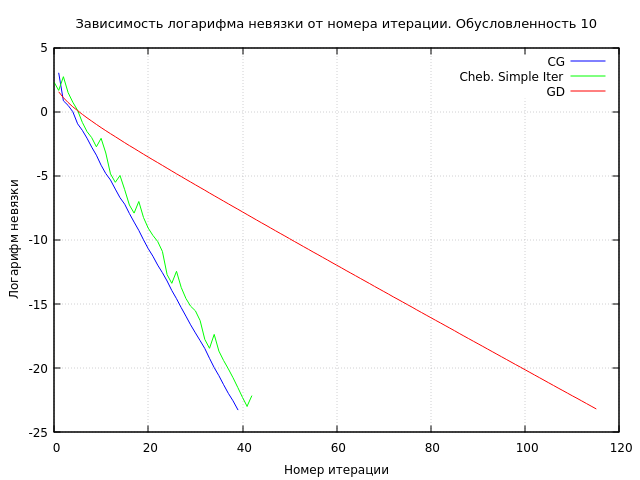 Зависимость логарифма невязки от номера итерации. Обусловленность 10
5
0
-5
-10
-15
-20
-25
Логарифм невязки
CG
Cheb. Simple Iter
GD
0 20 40 60 80 100 120
Номер итерации